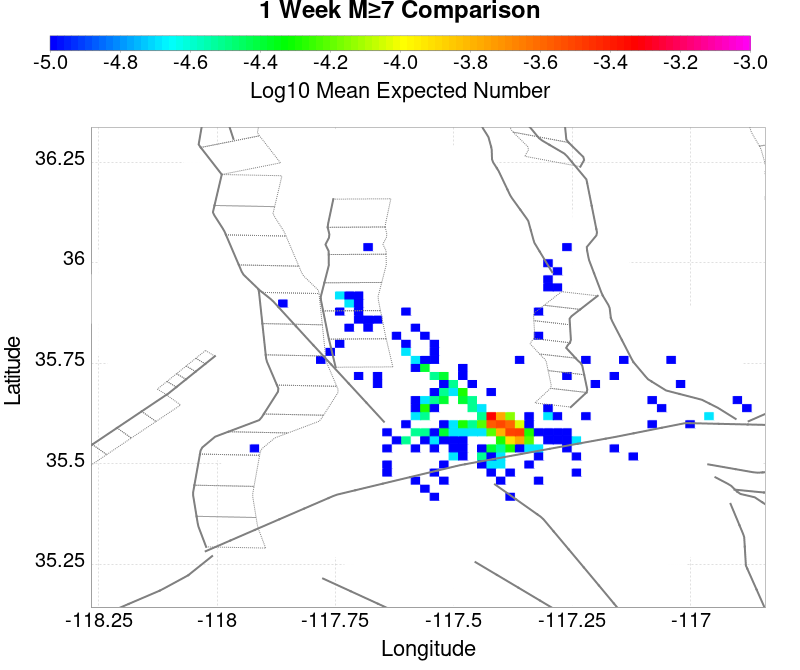 1 Week M≥7 Comparison
-5.0 -4.8 -4.6 -4.4 -4.2 -4.0 -3.8 -3.6 -3.4 -3.2 -3.0
Log10 Mean Expected Number
36.25
36
35.75
35.5
35.25
Latitude
-118.25 -118 -117.75 -117.5 -117.25 -117
Longitude